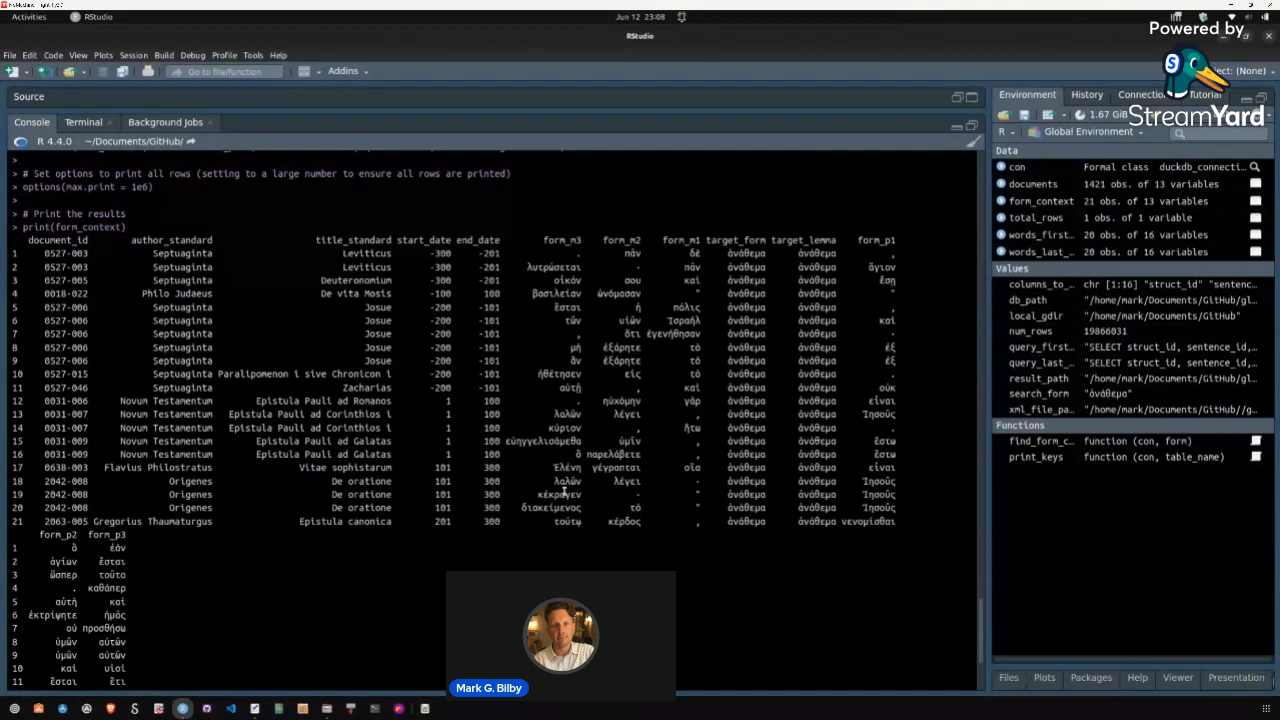 Activities RStudio Jun 12 23:08
RStudio
Powered by
StreamYard
File Edit Code View Plots Session Build Debug Profile Tools Help
Go to file/function Addins
Source
Console Terminal Background Jobs
R 4.4.0 ~/Documents/GitHub/
>
> # Set options to print all rows (setting to a large number to ensure all rows are printed)
> options(max.print = 1e6)
>
> # Print the results
> print(form_context)
document_id author_standard title_standard start_date end_date form_m3 form_m2 form_m1 target_form target_lemma form_p1
1 0527-003 Septuaginta Leviticus -300 -201 . πᾶν δὲ ἀνάθεμα ἀνάθεμα ,
2 0527-003 Septuaginta Leviticus -300 -201 λυτρώσεται · πᾶν ἀνάθεμα ἀνάθεμα ἅγιον
3 0527-005 Septuaginta Deuteronomium -300 -201 οἶκόν σου καὶ ἀνάθεμα ἀνάθεμα ἔσῃ
4 0018-022 Philo Judaeus De vita Mosis -100 100 βασιλείαν ὠνόμασαν " ἀνάθεμα ἀνάθεμα "
5 0527-006 Septuaginta Josue -200 -101 ἔσται ἡ πόλις ἀνάθεμα ἀνάθεμα ,
6 0527-006 Septuaginta Josue -200 -101 τῶν υἱῶν Ἰσραὴλ ἀνάθεμα ἀνάθεμα καὶ
7 0527-006 Septuaginta Josue -200 -101 , ὅτι ἐγενήθησαν ἀνάθεμα ἀνάθεμα .
8 0527-006 Septuaginta Josue -200 -101 μὴ ἐξάρητε τὸ ἀνάθεμα ἀνάθεμα ἐξ
9 0527-006 Septuaginta Josue -200 -101 ἂν ἐξάρητε τὸ ἀνάθεμα ἀνάθεμα ἐξ
10 0527-015 Septuaginta Paralipomenon i sive Chronicon i -200 -101 ἠθέτησεν εἰς τὸ ἀνάθεμα ἀνάθεμα .
11 0527-046 Septuaginta Zacharias -200 -101 αὐτῇ , καὶ ἀνάθεμα ἀνάθεμα οὐκ
12 0031-006 Novum Testamentum Epistula Pauli ad Romanos 1 100 . ηὐχόμην γὰρ ἀνάθεμα ἀνάθεμα εἶναι
13 0031-007 Novum Testamentum Epistula Pauli ad Corinthios i 1 100 λαλῶν λέγει , ἀνάθεμα ἀνάθεμα Ἰησοῦς
14 0031-007 Novum Testamentum Epistula Pauli ad Corinthios i 1 100 κύριον , ἤτω ἀνάθεμα ἀνάθεμα .
15 0031-009 Novum Testamentum Epistula Pauli ad Galatas 1 100 εὐηγγελισάμεθα ὑμῖν , ἀνάθεμα ἀνάθεμα ἔστω
16 0031-009 Novum Testamentum Epistula Pauli ad Galatas 1 100 ὃ παρελάβετε , ἀνάθεμα ἀνάθεμα ἔστω
17 0638-003 Flavius Philostratus Vitae sophistarum 101 300 Ἑλένῃ γέγραπται οἷα ἀνάθεμα ἀνάθεμα εἶναι
18 2042-008 Origenes De oratione 101 300 λαλῶν λέγει · ἀνάθεμα ἀνάθεμα Ἰησοῦς
19 2042-008 Origenes De oratione 101 300 κέκραγεν · " ἀνάθεμα ἀνάθεμα Ἰησοῦς
20 2042-008 Origenes De oratione 101 300 διακείμενος τὸ " ἀνάθεμα ἀνάθεμα Ἰησοῦς
21 2063-005 Gregorius Thaumaturgus Epistula canonica 201 300 τούτῳ κέρδος , ἀνάθεμα ἀνάθεμα νενομίσθαι
form_p2 form_p3
1 ὃ ἐὰν
2 ἁγίων ἔσται
3 ὥσπερ τοῦτο
4 . καθάπερ
5 αὐτὴ καὶ
6 ἐκτρίψητε ἡμᾶς
7 οὐ προσθήσω
8 ὑμῶν αὐτῶν
9 ὑμῶν αὐτῶν
10 καὶ υἱοὶ
11 ἔσται ἔτι
Mark G. Bilby
Environment History Connection Tutorial
1.67 GiB
R Global Environment
Data
con Formal class duckdb_connecti…
documents 1421 obs. of 13 variables
form_context 21 obs. of 13 variables
total_rows 1 obs. of 1 variable
words_first… 20 obs. of 16 variables
words_last_… 20 obs. of 16 variables
Values
columns_to_… chr [1:16] "struct_id" "sentenc…
db_path "/home/mark/Documents/GitHub/gl…
local_gdir "/home/mark/Documents/GitHub"
num_rows 19866031
query_first… "SELECT struct_id, sentence_id,…
query_last_… "SELECT struct_id, sentence_id,…
result_path "/home/mark/Documents/GitHub/gl…
search_form "ἀνάθεμα"
xml_file_pa… "/home/mark/Documents/GitHub//g…
Functions
find_form_c… function (con, form)
print_keys function (con, table_name)
Files Plots Packages Help Viewer Presentation